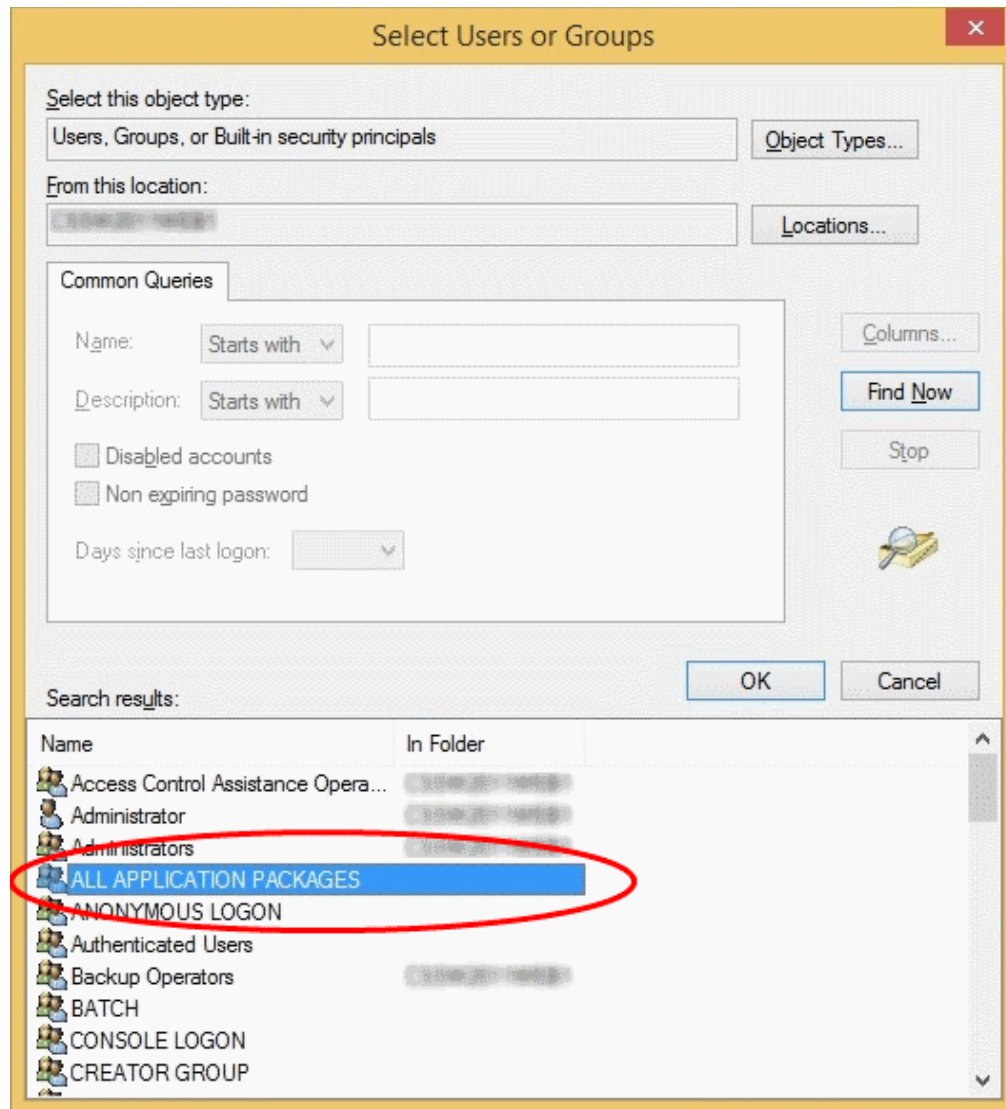 Select Users or Groups
Select this object type:
Users, Groups, or Built-in security principals
Object Types...
From this location:
Locations...
Common Queries
Name: Starts with
Columns...
Description: Starts with
Find Now
Disabled accounts
Stop
Non expiring password
Days since last logon:
OK Cancel
Search results:
Name In Folder
Access Control Assistance Opera...
Administrator
Administrators
ALL APPLICATION PACKAGES
ANONYMOUS LOGON
Authenticated Users
Backup Operators
BATCH
CONSOLE LOGON
CREATOR GROUP